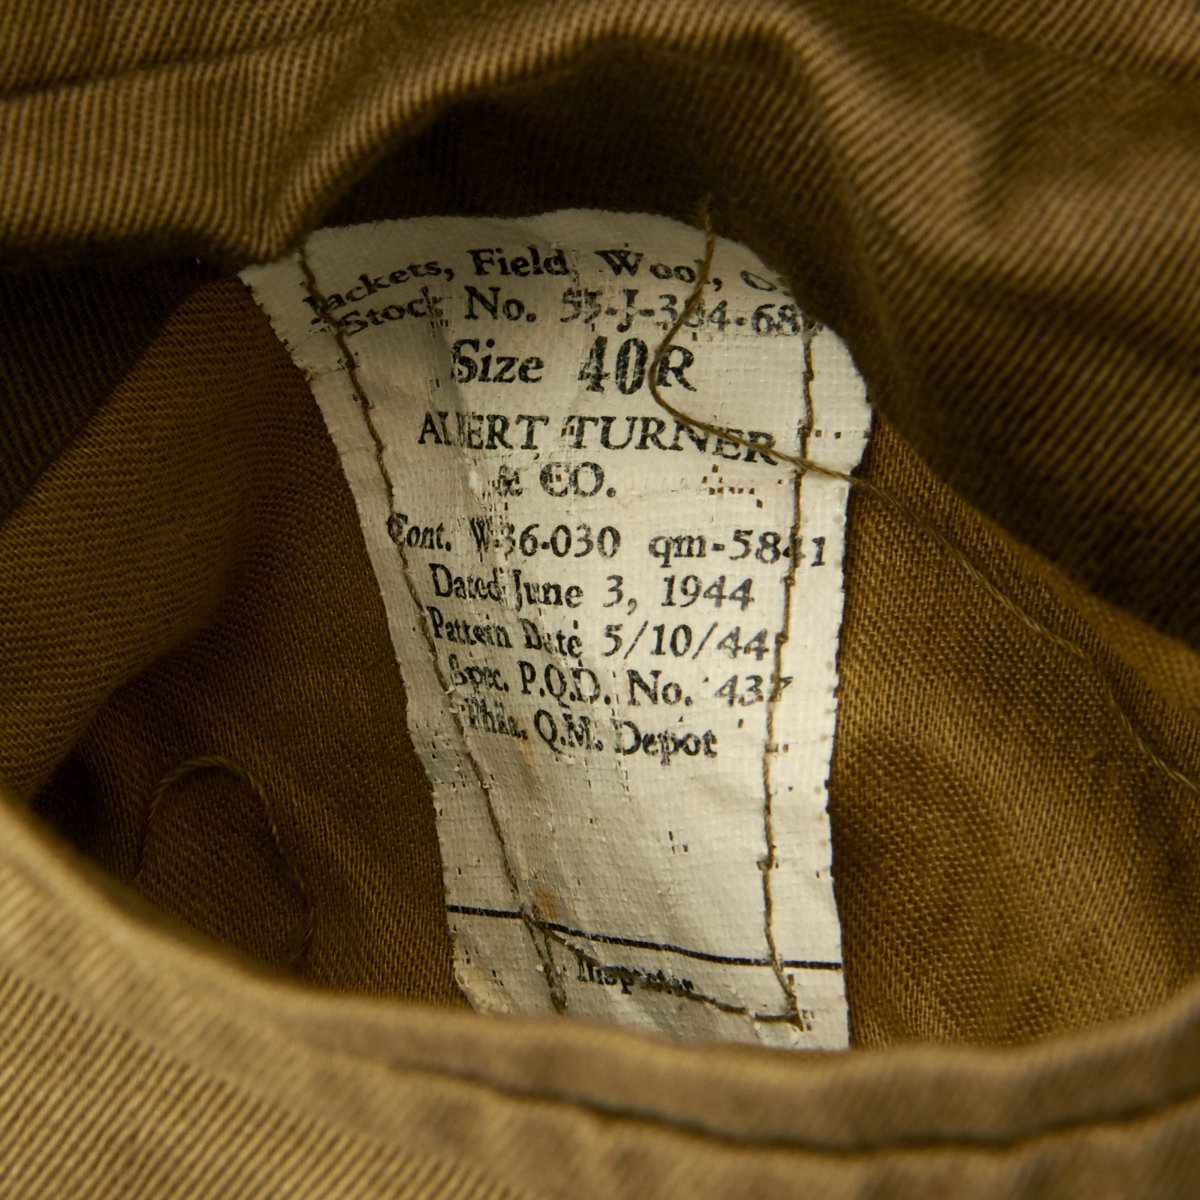 Jackets, Field, Wool, O.
Stock No. 55-J-384-68
Size 40R
ALBERT TURNER
& CO.
Cont. W-36-030 qm-5841
Dated June 3, 1944
Pattern Date 5/10/44
Spec. P.Q.D. No. 437
Phila. Q.M. Depot
Inspector